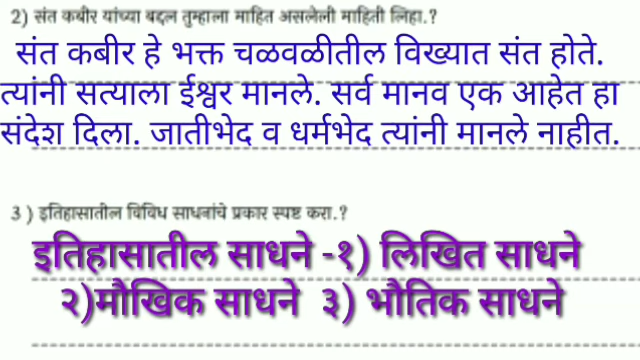 2) संत कबीर यांच्या बद्दल तुम्हाला माहित असलेली माहिती लिहा.?
संत कबीर हे भक्त चळवळीतील विख्यात संत होते.
त्यांनी सत्याला ईश्वर मानले. सर्व मानव एक आहेत हा
संदेश दिला. जातीभेद व धर्मभेद त्यांनी मानले नाहीत.
3 ) इतिहासातील विविध साधनांचे प्रकार स्पष्ट करा.?
इतिहासातील साधने -१) लिखित साधने
२)मौखिक साधने ३) भौतिक साधने